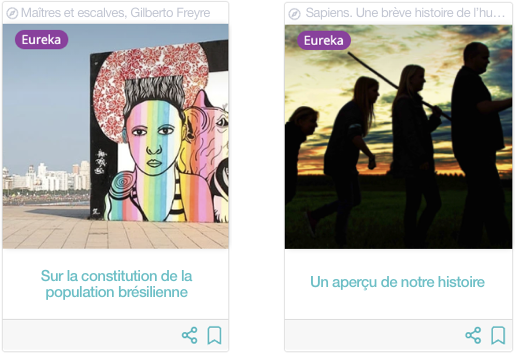 Maîtres et escalves, Gilberto Freyre
Eureka
Sur la constitution de la
population brésilienne
Sapiens. Une brève histoire de l'hu...
Eureka
Un aperçu de notre histoire